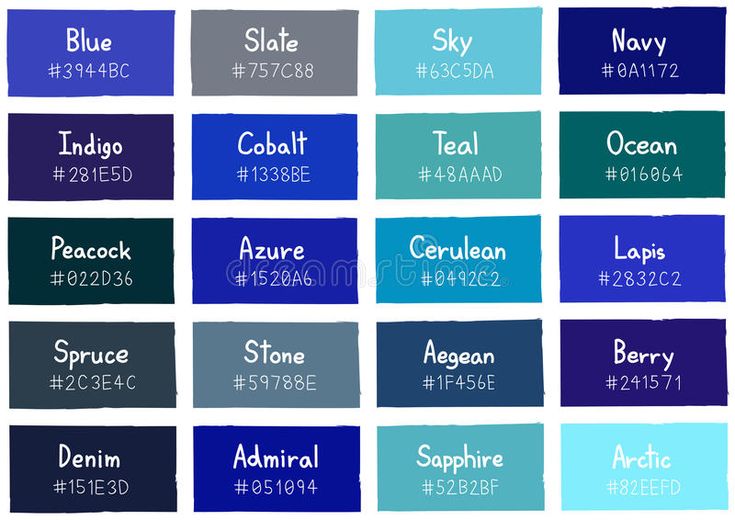 Blue
#3944BC
Slate
#757C88
Sky
#63C5DA
Navy
#0A1172
Indigo
#281E5D
Cobalt
#1338BE
Teal
#48AAAD
Ocean
#016064
Peacock
#022D36
Azure
#1520A6
Cerulean
#0492C2
Lapis
#2832C2
dreamstime
Spruce
#2C3E4C
Stone
#59788E
Aegean
#1F456E
Berry
#241571
Denim
#151E3D
Admiral
#051094
Sapphire
#52B2BF
Arctic
#82EEFD